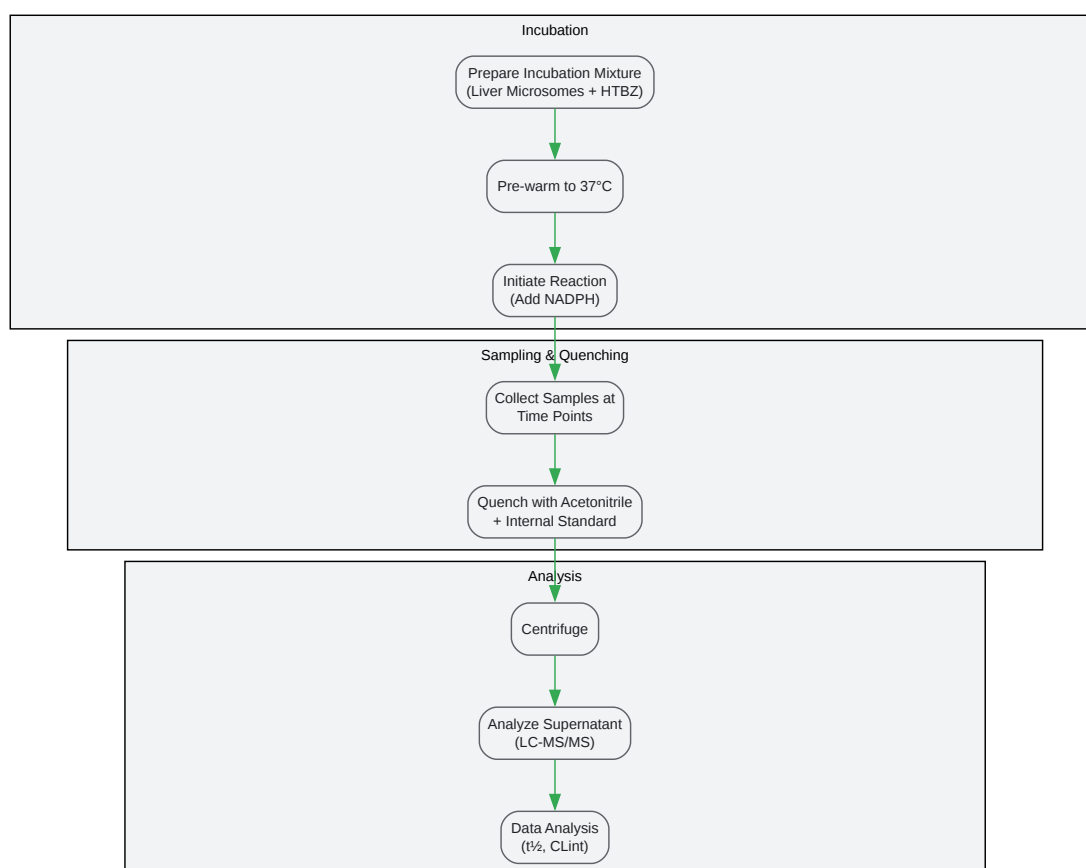 Incubation
Prepare Incubation Mixture
(Liver Microsomes + HTBZ)
Pre-warm to 37°C
Initiate Reaction
(Add NADPH)
Sampling & Quenching
Collect Samples at
Time Points
Quench with Acetonitrile
+ Internal Standard
Analysis
Centrifuge
Analyze Supernatant
(LC-MS/MS)
Data Analysis
(t½, CLint)